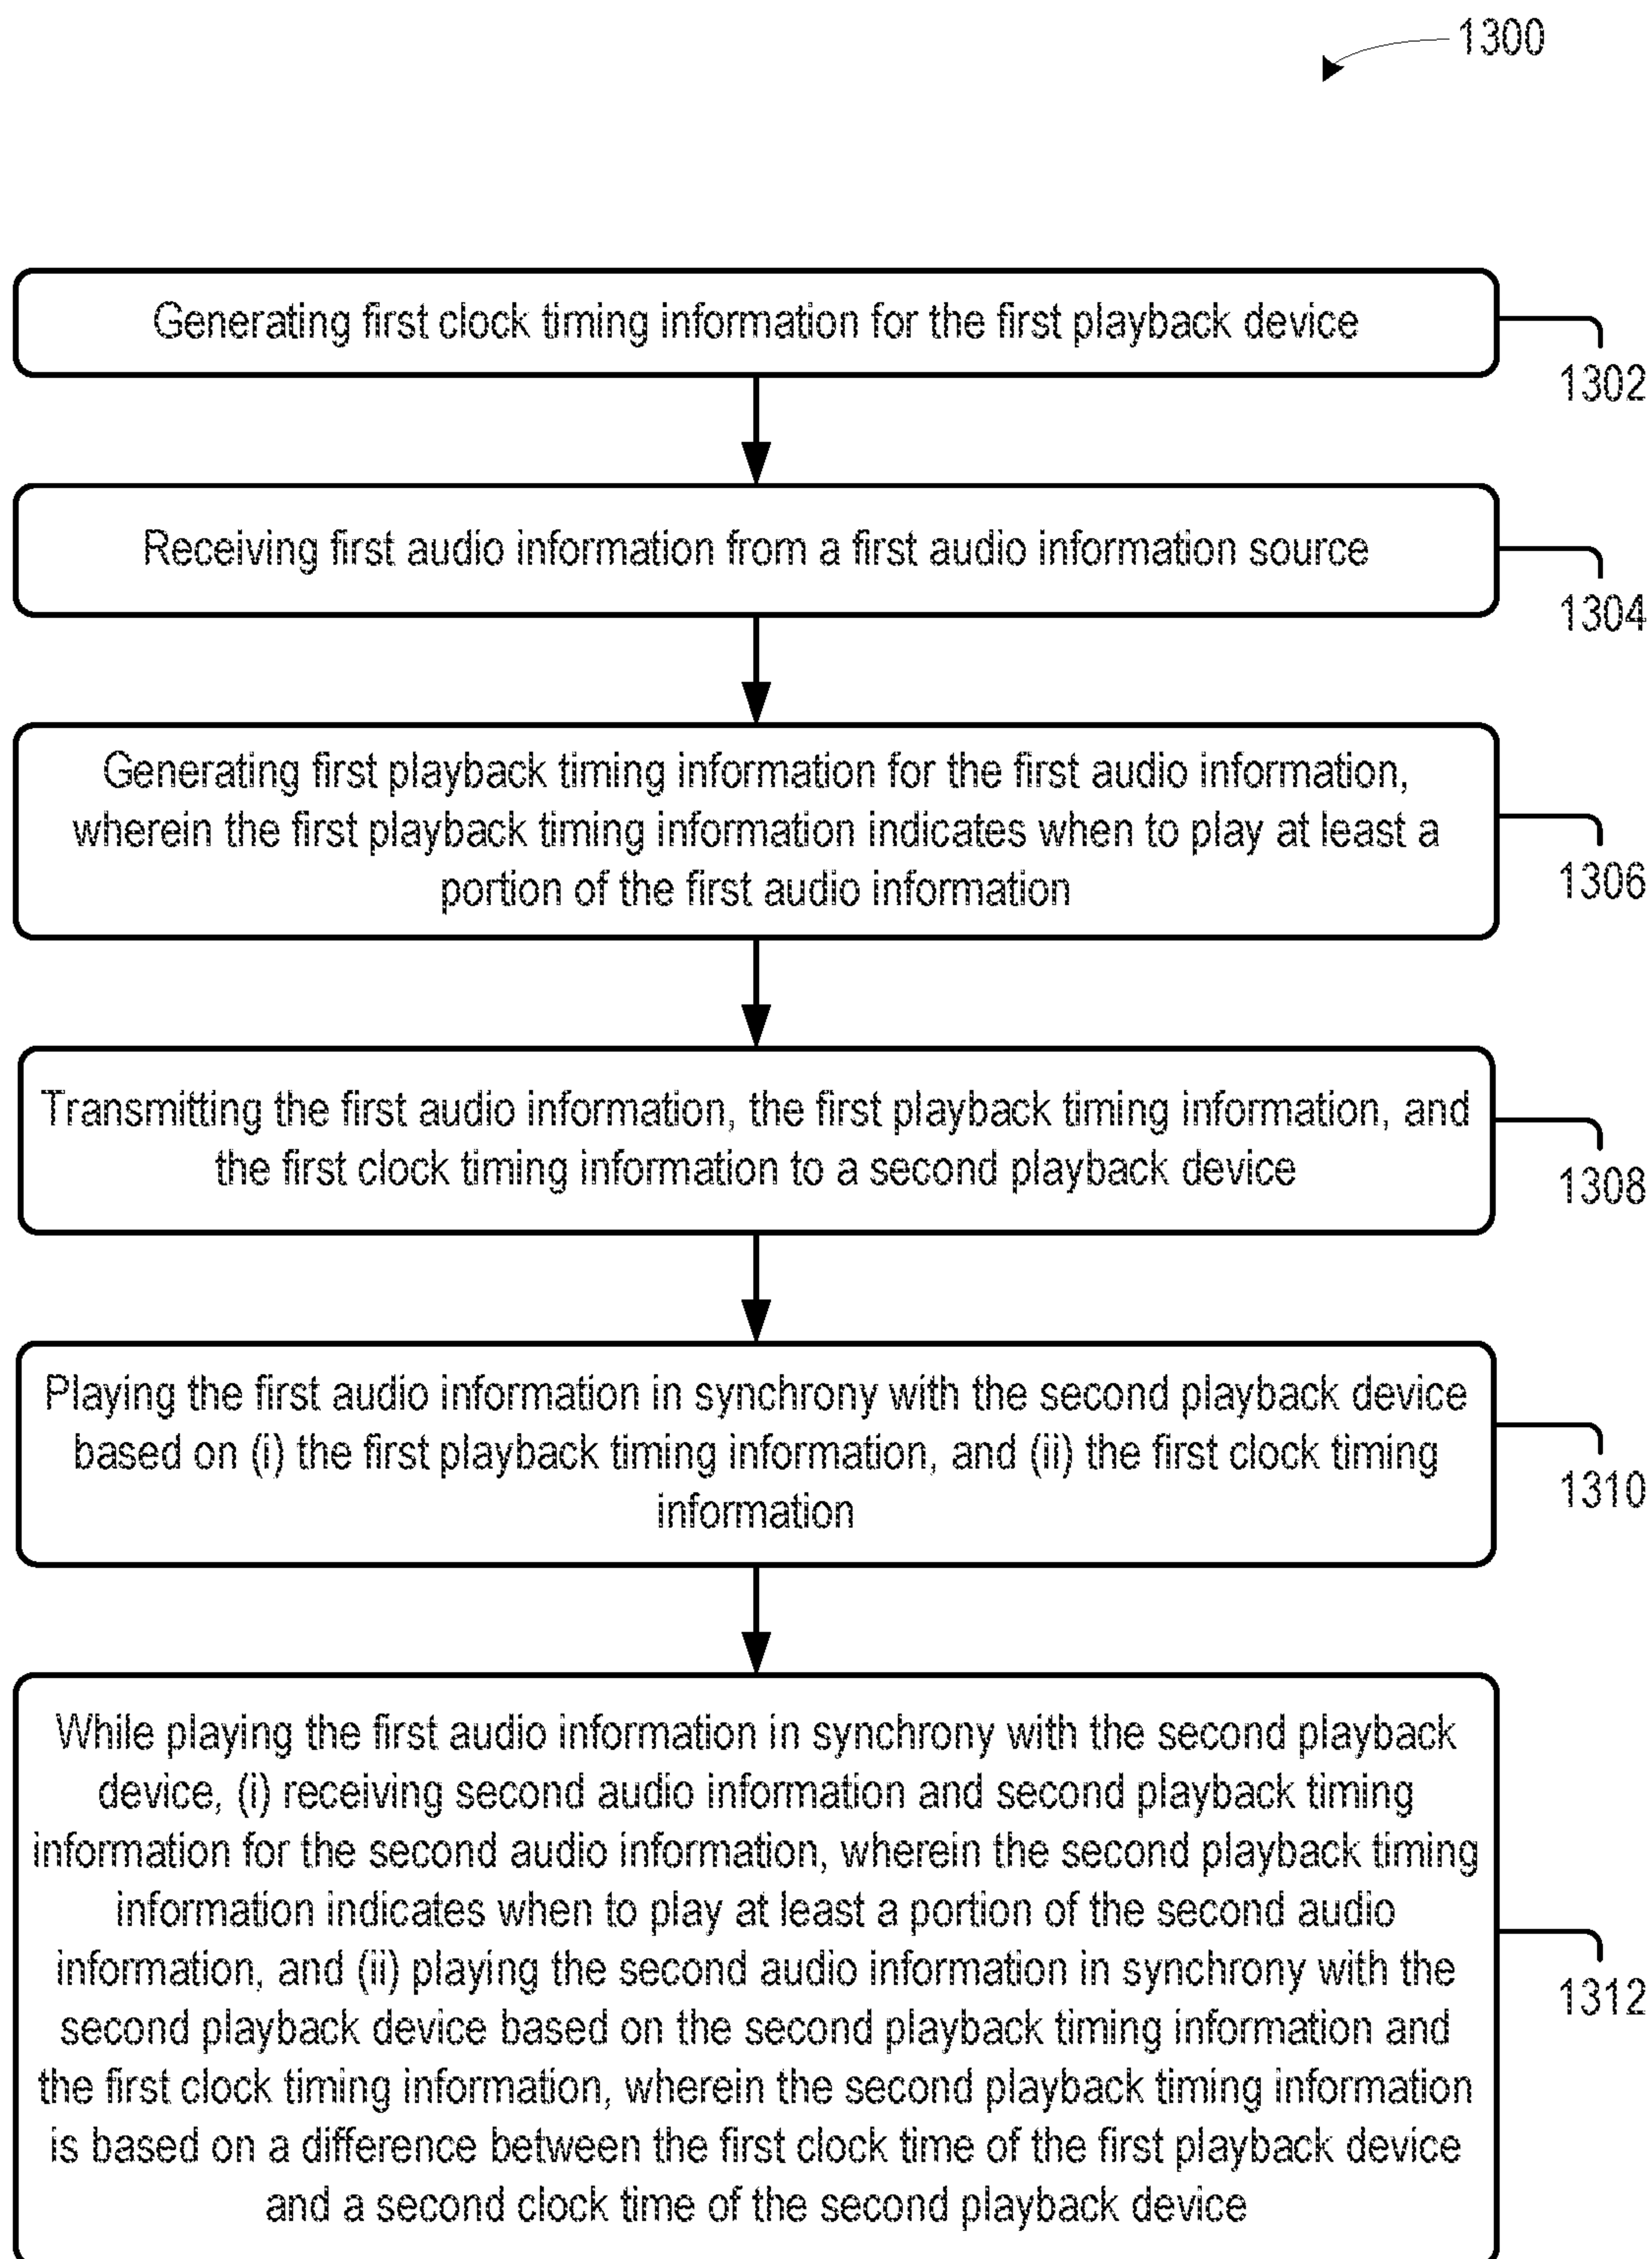 1300
Generating first clock timing information for the first playback device
1302
Receiving first audio information from a first audio information source
1304
Generating first playback timing information for the first audio information,
wherein the first playback timing information indicates when to play at least a
portion of the first audio information
1306
Transmitting the first audio information, the first playback timing information, and
the first clock timing information to a second playback device
1308
Playing the first audio information in synchrony with the second playback device
based on (i) the first playback timing information, and (ii) the first clock timing
information
1310
While playing the first audio information in synchrony with the second playback
device, (i) receiving second audio information and second playback timing
information for the second audio information, wherein the second playback timing
information indicates when to play at least a portion of the second audio
information, and (ii) playing the second audio information in synchrony with the
second playback device based on the second playback timing information and
the first clock timing information, wherein the second playback timing information
is based on a difference between the first clock time of the first playback device
and a second clock time of the second playback device
1312